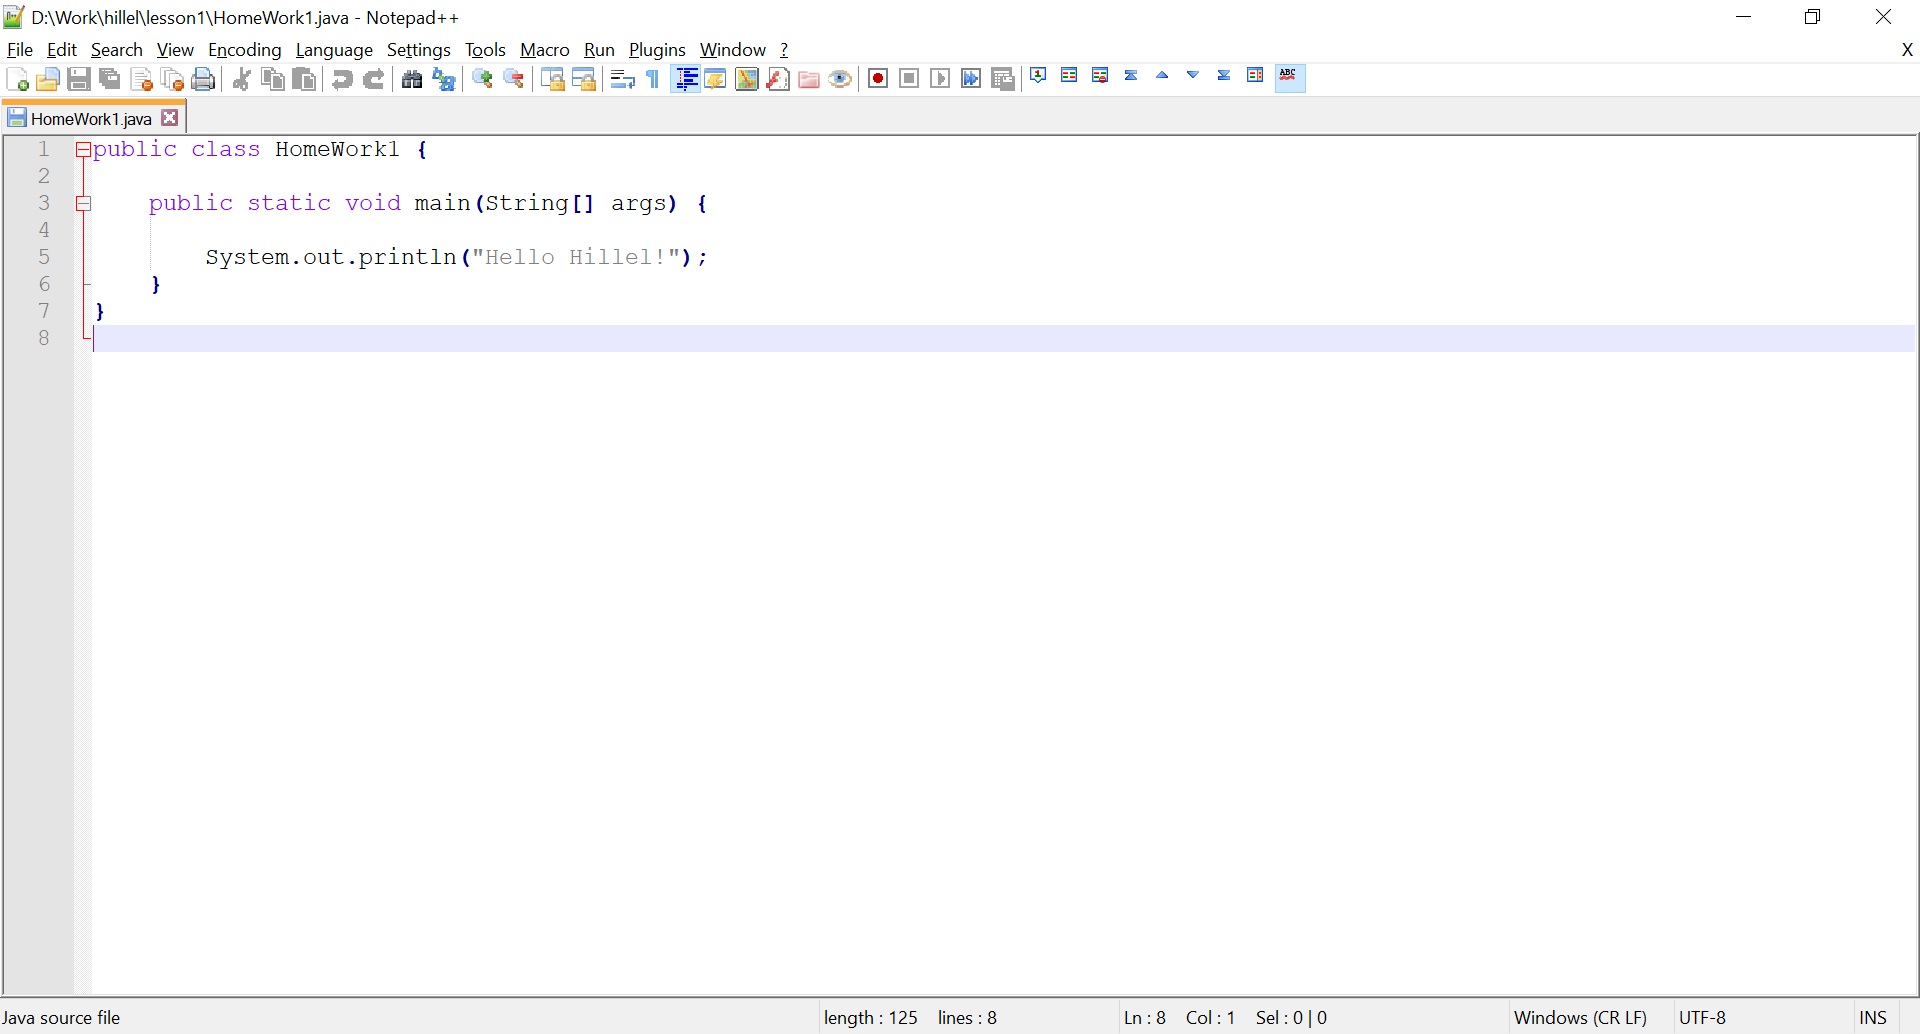 D:\Work\hillel\lesson1\HomeWork1.java - Notepad++
File Edit Search View Encoding Language Settings Tools Macro Run Plugins Window ? X
ABC
HomeWork1.java
1 public class HomeWork1 {
2
3 public static void main(String[] args) {
4
5 System.out.println("Hello Hillel!");
6 }
7 }
8
Java source file length : 125 lines : 8 Ln : 8 Col : 1 Sel : 0 | 0 Windows (CR LF) UTF-8 INS